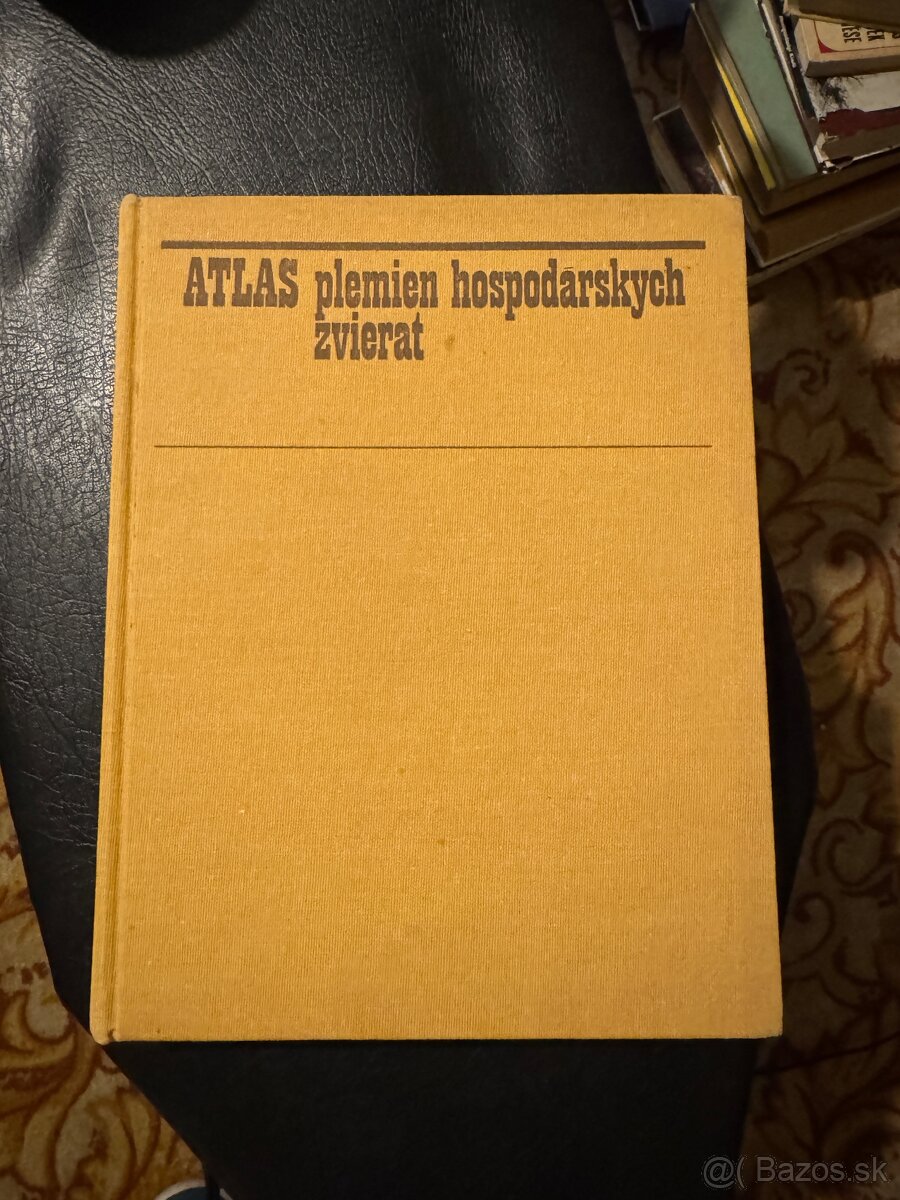 ATLAS plemien hospodárskych
zvierat
@( Bazos.sk